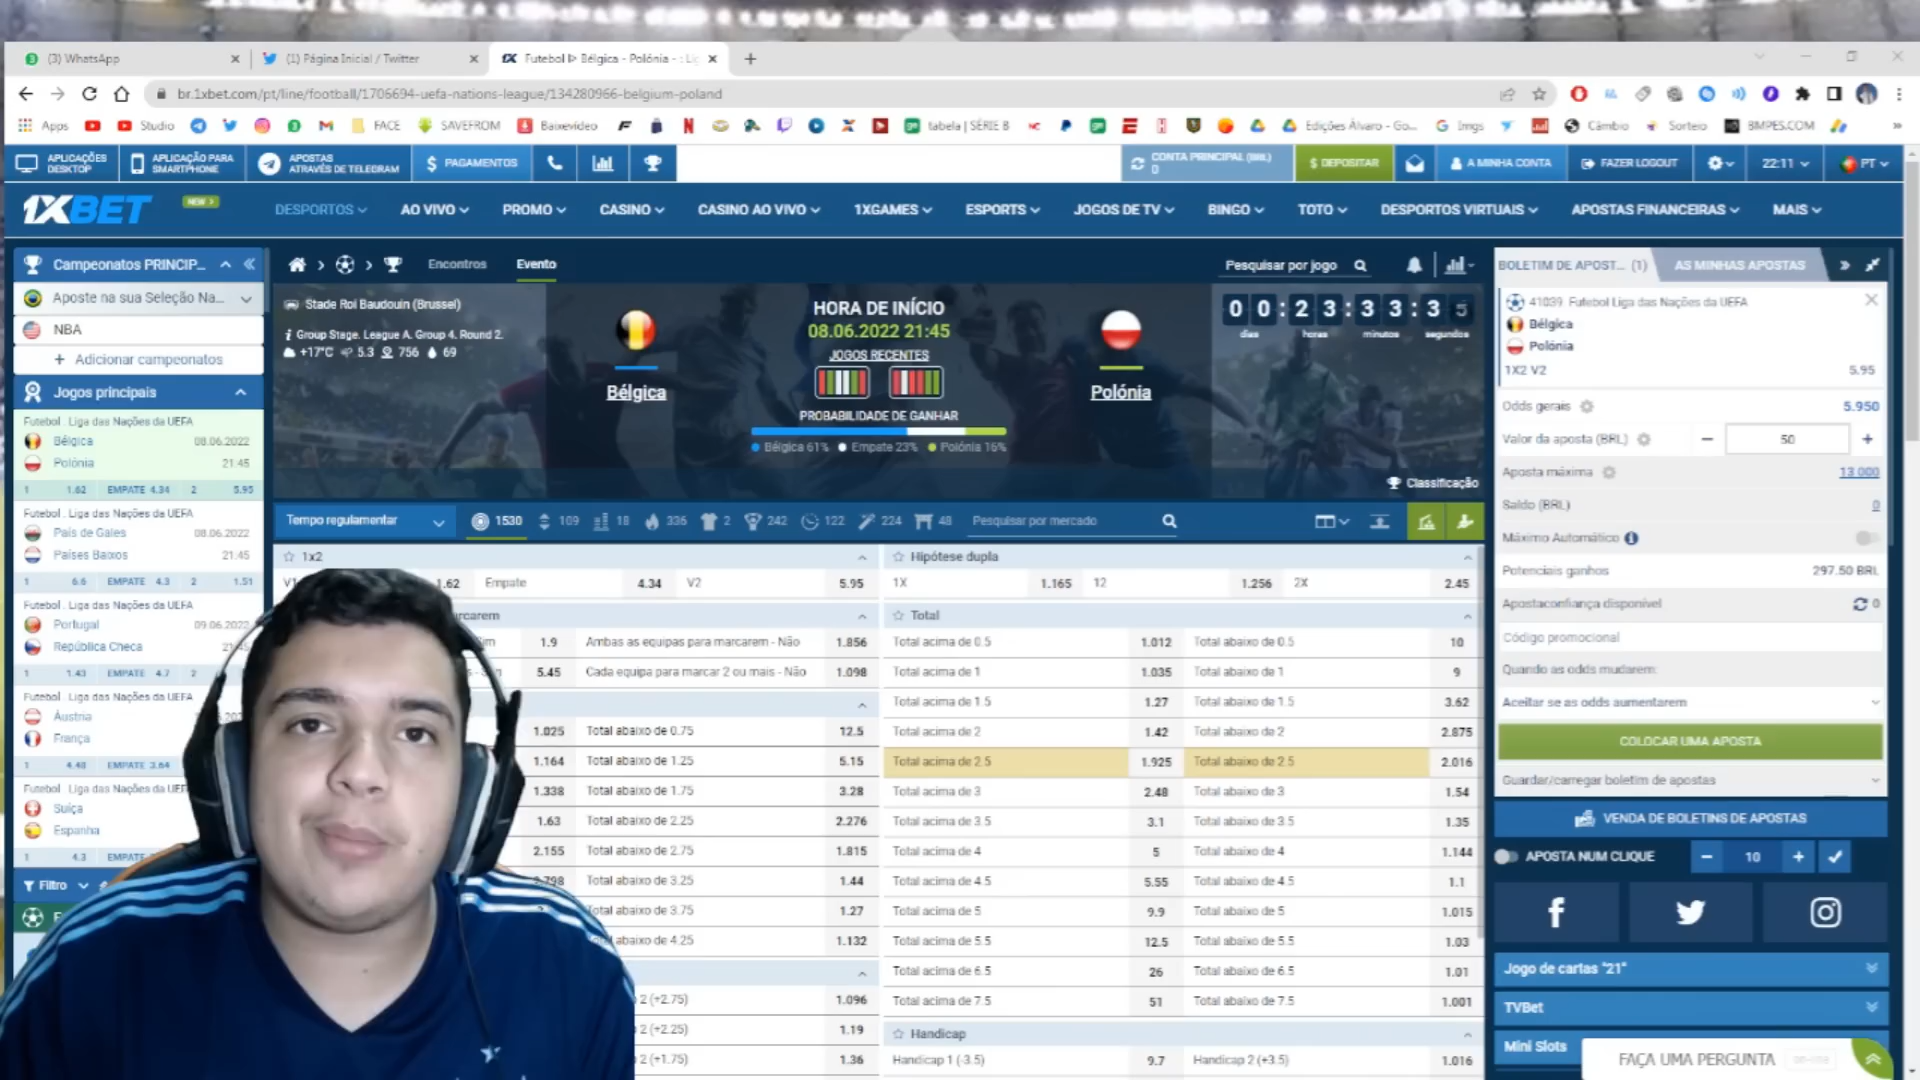 (3) WhatsApp
(1) Página Inicial / Twitter
Futebol ᐉ Bélgica - Polónia - : Lig
br.1xbet.com/pt/line/football/1706694-uefa-nations-league/134280966-belgium-poland
Apps
Studio
FACE
SAVEFROM
Baixevideo
tabela | SÉRIE B
Edições Álvaro - Go...
Imgs
Câmbio
Sorteio
BMPES.COM
APLICAÇÕES DESKTOP
APLICAÇÃO PARA SMARTPHONE
APOSTAS ATRAVÉS DE TELEGRAM
$ PAGAMENTOS
CONTA PRINCIPAL (BRL)
0
$ DEPOSITAR
A MINHA CONTA
FAZER LOGOUT
22:11
PT
1XBET
NEW >
DESPORTOS
AO VIVO
PROMO
CASINO
CASINO AO VIVO
1XGAMES
ESPORTS
JOGOS DE TV
BINGO
TOTO
DESPORTOS VIRTUAIS
APOSTAS FINANCEIRAS
MAIS
Campeonatos PRINCIP...
Aposte na sua Seleção Na...
NBA
+ Adicionar campeonatos
Jogos principais
Futebol . Liga das Nações da UEFA
Bélgica 08.06.2022
Polónia 21:45
1 1.62 EMPATE 4.34 2 5.95
Futebol . Liga das Nações da UEFA
País de Gales 08.06.2022
Países Baixos 21:45
1 6.6 EMPATE 4.3 2 1.51
Futebol . Liga das Nações da UEFA
Portugal 09.06.2022
República Checa
1 1.43 EMPATE 4.7 2
Futebol . Liga das Nações da UEFA
Áustria
França
1 4.48 EMPATE 3.64
Futebol . Liga das Nações da UEF
Suíça
Espanha
1 4.3 EMPATE
Filtro
Encontros
Evento
Pesquisar por jogo
Stade Roi Baudouin (Brussel)
Group Stage. League A. Group 4. Round 2.
+17°C 5.3 756 69
HORA DE INÍCIO
08.06.2022 21:45
JOGOS RECENTES
Bélgica
Polónia
PROBABILIDADE DE GANHAR
Bélgica 61% Empate 23% Polónia 16%
00:23:33:3
dias horas minutos segundos
Classificação
Tempo regulamentar
1530 109 18 336 2 242 122 224 48
Pesquisar por mercado
1x2
V1 1.62 Empate 4.34 V2 5.95
rcarem
im 1.9 Ambas as equipas para marcarem - Não 1.856
5.45 Cada equipa para marcar 2 ou mais - Não 1.098
1.025 Total abaixo de 0.75 12.5
1.164 Total abaixo de 1.25 5.15
1.338 Total abaixo de 1.75 3.28
1.63 Total abaixo de 2.25 2.276
2.155 Total abaixo de 2.75 1.815
2.798 Total abaixo de 3.25 1.44
Total abaixo de 3.75 1.27
abaixo de 4.25 1.132
2 (+2.75) 1.096
2 (+2.25) 1.19
2 (+1.75) 1.36
Hipótese dupla
1X 1.165 12 1.256 2X 2.45
Total
Total acima de 0.5 1.012 Total abaixo de 0.5 10
Total acima de 1 1.035 Total abaixo de 1 9
Total acima de 1.5 1.27 Total abaixo de 1.5 3.62
Total acima de 2 1.42 Total abaixo de 2 2.875
Total acima de 2.5 1.925 Total abaixo de 2.5 2.016
Total acima de 3 2.48 Total abaixo de 3 1.54
Total acima de 3.5 3.1 Total abaixo de 3.5 1.35
Total acima de 4 5 Total abaixo de 4 1.144
Total acima de 4.5 5.55 Total abaixo de 4.5 1.1
Total acima de 5 9.9 Total abaixo de 5 1.015
Total acima de 5.5 12.5 Total abaixo de 5.5 1.03
Total acima de 6.5 26 Total abaixo de 6.5 1.01
Total acima de 7.5 51 Total abaixo de 7.5 1.001
Handicap
Handicap 1 (-3.5) 9.7 Handicap 2 (+3.5) 1.016
BOLETIM DE APOST... (1)
AS MINHAS APOSTAS
41039 Futebol Liga das Nações da UEFA
Bélgica
Polónia
1X2 V2 5.95
Odds gerais 5.950
Valor da aposta (BRL) − 50 +
Aposta máxima 13 000
Saldo (BRL) 0
Máximo Automático
Potenciais ganhos 297.50 BRL
Apostaconfiança disponível 0
Código promocional
Quando as odds mudarem:
Aceitar se as odds aumentarem
COLOCAR UMA APOSTA
Guardar/carregar boletim de apostas
VENDA DE BOLETINS DE APOSTAS
APOSTA NUM CLIQUE − 10 +
Jogo de cartas "21"
TVBet
Mini Slots
FAÇA UMA PERGUNTA on-line